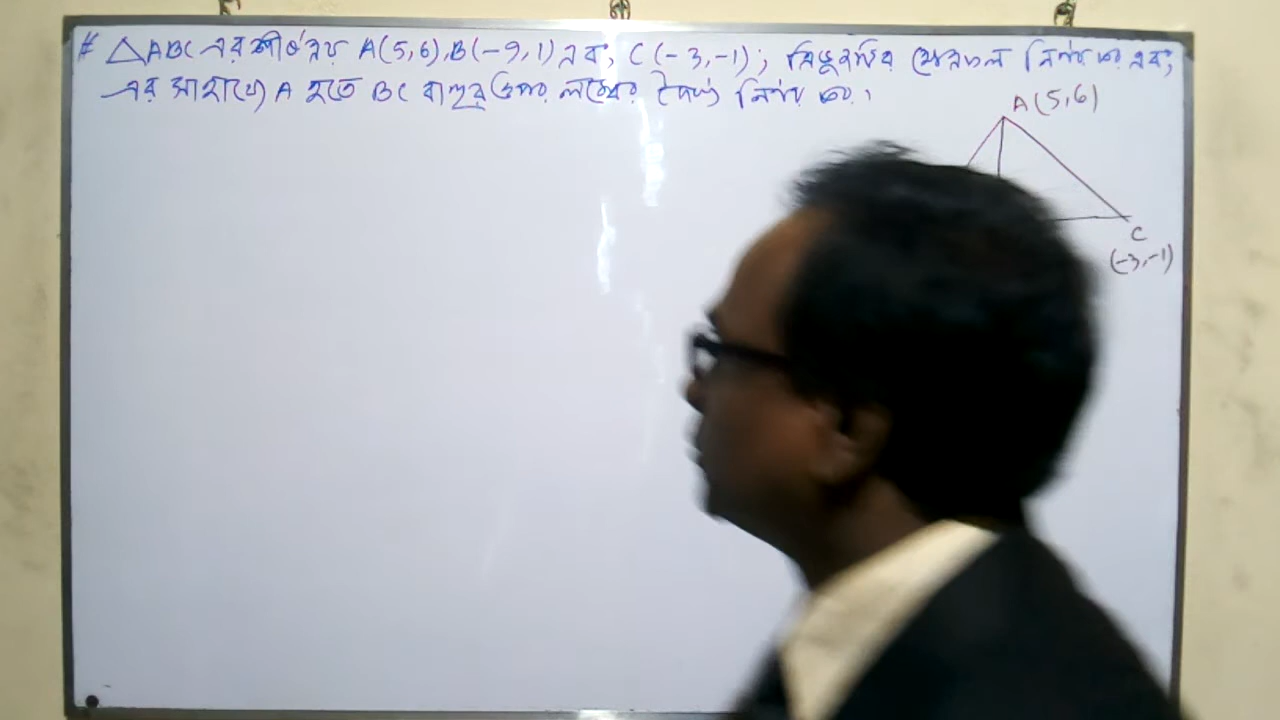 # △ABC এর শীর্ষত্রয় A(5,6), B(-9,1) এবং C(-3,-1); ত্রিভুজটির ক্ষেত্রফল নির্ণয় কর এবং
এর সাহায্যে A হতে BC বাহুর উপর লম্বের দৈর্ঘ্য নির্ণয় কর।
A(5,6)
C
(-3,-1)